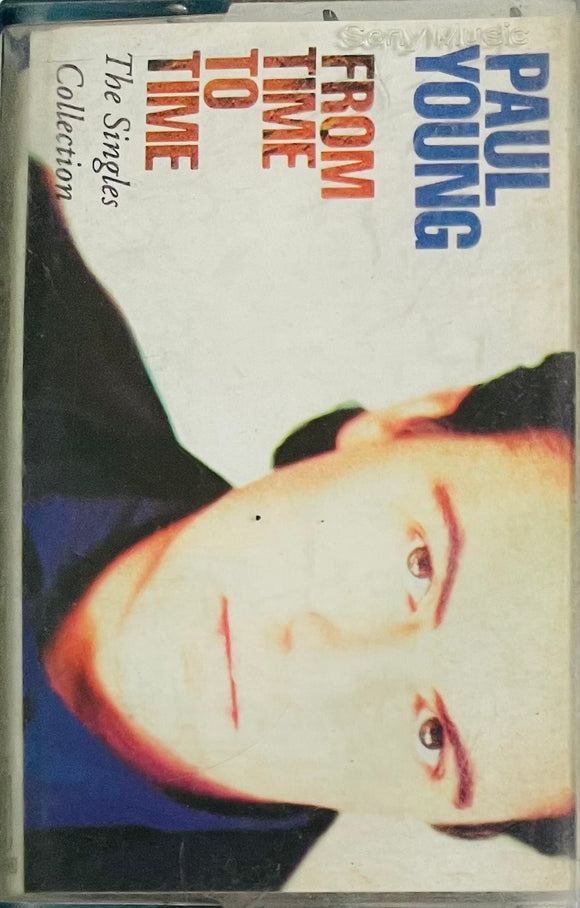 Sony Music
PAUL
YOUNG
FROM
TIME
TO
TIME
The Singles
Collection